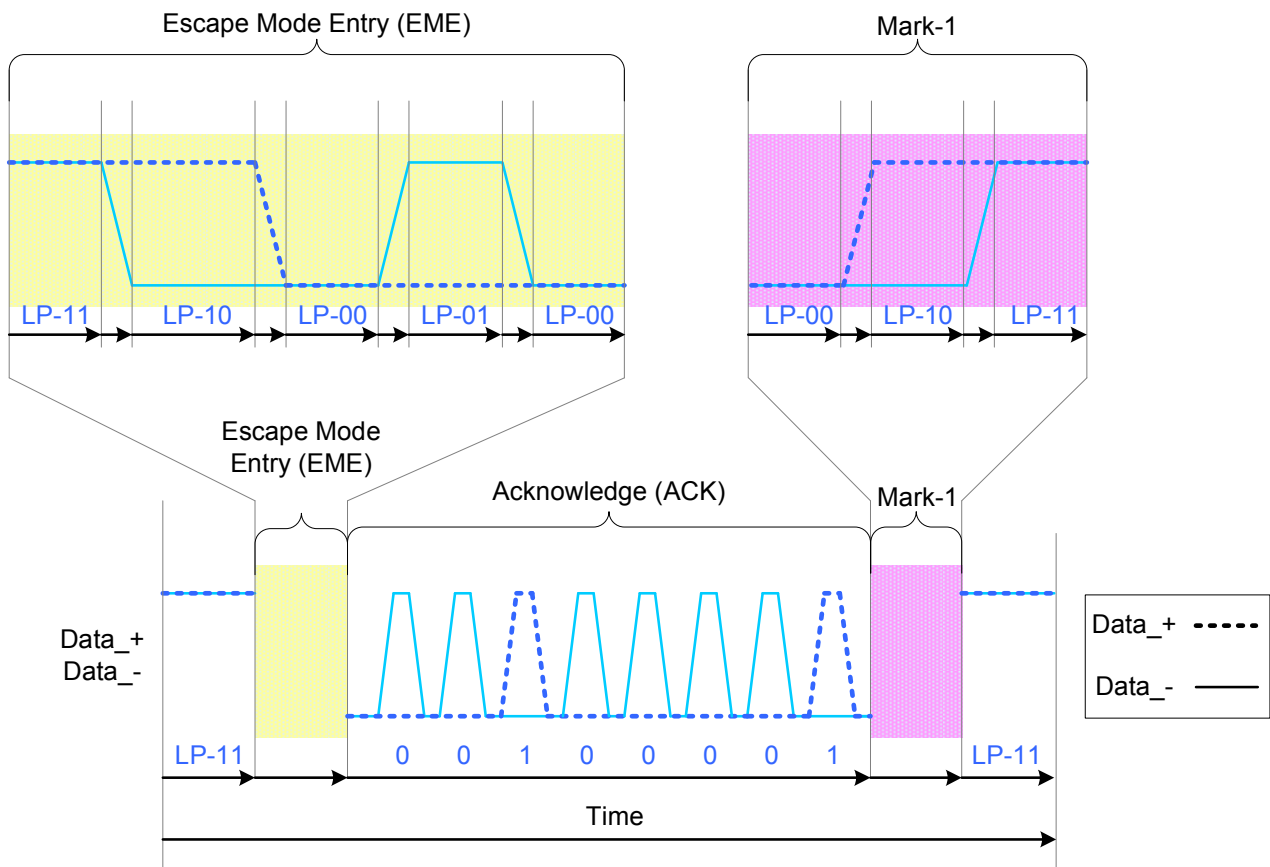 Escape Mode Entry (EME)
Mark-1
LP-11 LP-10 LP-00 LP-01 LP-00
LP-00 LP-10 LP-11
Escape Mode
Entry (EME)
Acknowledge (ACK)
Mark-1
Data_+
Data_-
Data_+
Data_-
LP-11 0 0 1 0 0 0 0 1 LP-11
Time